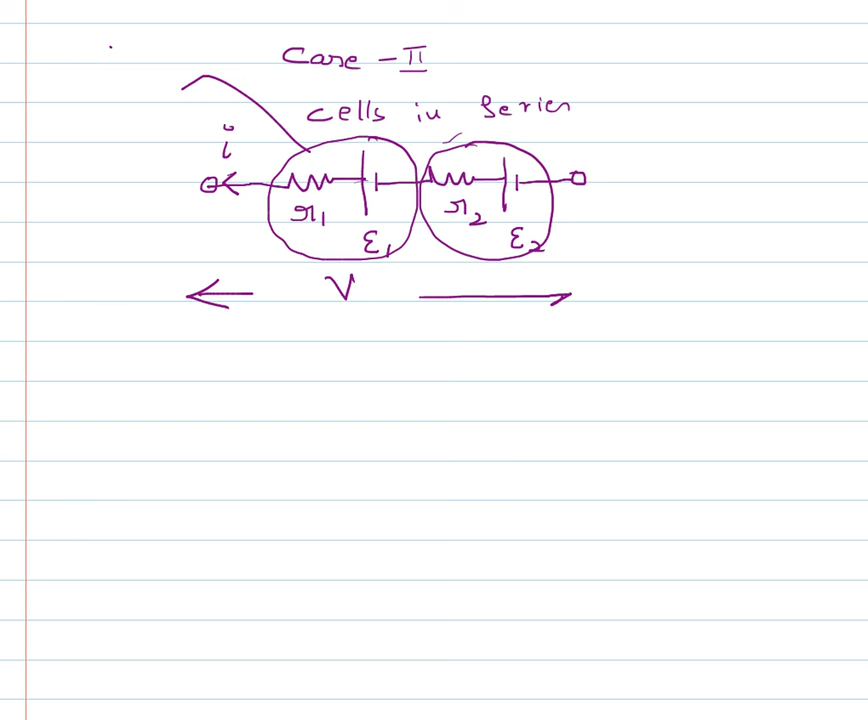 Case - II
cells in Series
i
r1 r2
ε1 ε2
V